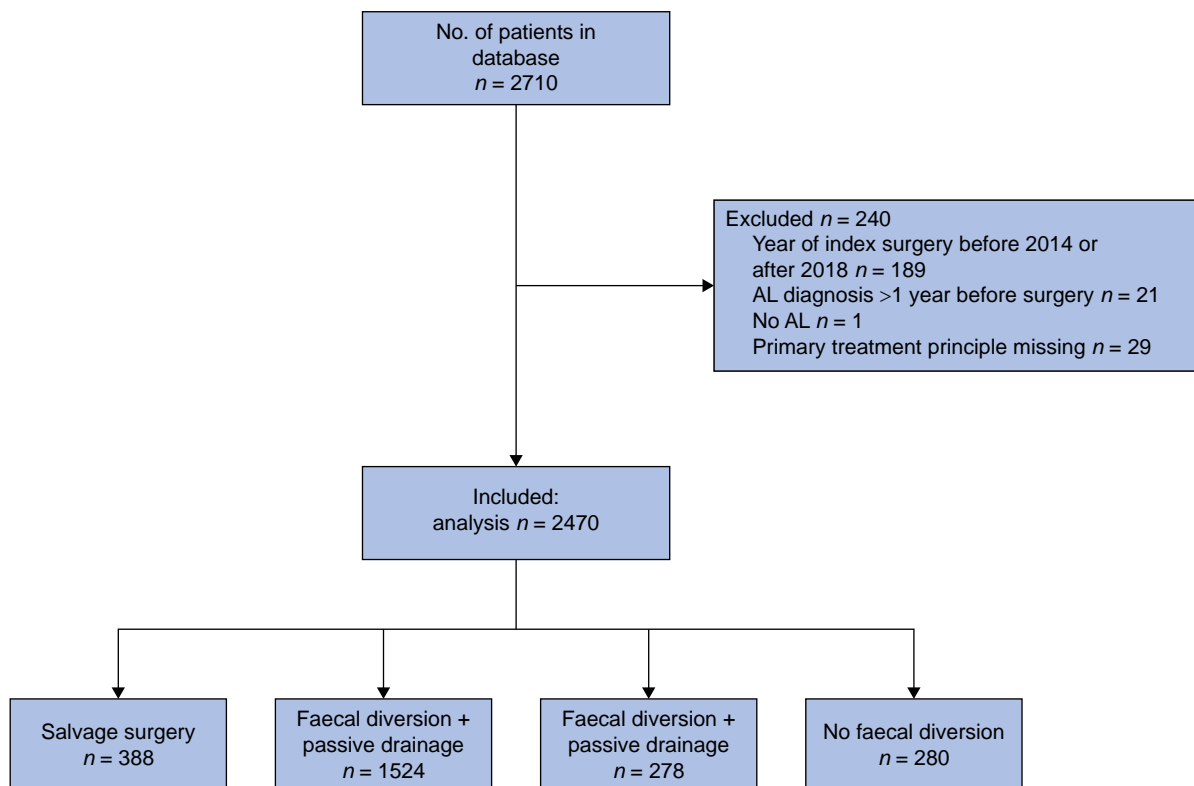 No. of patients in
database
n = 2710
Excluded n = 240
Year of index surgery before 2014 or
after 2018 n = 189
AL diagnosis >1 year before surgery n = 21
No AL n = 1
Primary treatment principle missing n = 29
Included:
analysis n = 2470
Salvage surgery
n = 388
Faecal diversion +
passive drainage
n = 1524
Faecal diversion +
passive drainage
n = 278
No faecal diversion
n = 280